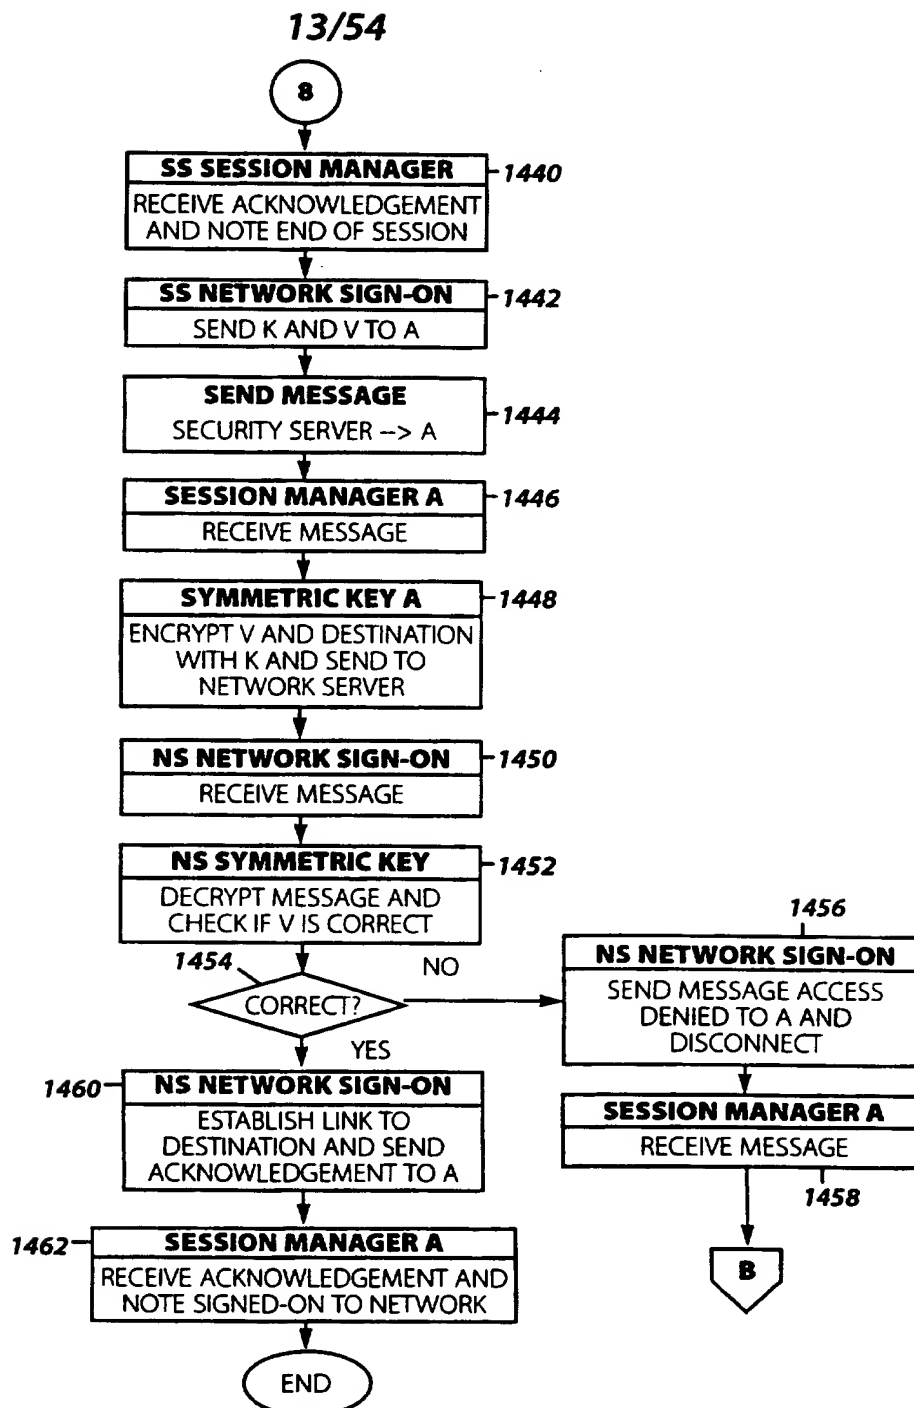 13/54
8
SS SESSION MANAGER
1440
RECEIVE ACKNOWLEDGEMENT
AND NOTE END OF SESSION
SS NETWORK SIGN-ON
1442
SEND K AND V TO A
SEND MESSAGE
1444
SECURITY SERVER --> A
SESSION MANAGER A
1446
RECEIVE MESSAGE
SYMMETRIC KEY A
1448
ENCRYPT V AND DESTINATION
WITH K AND SEND TO
NETWORK SERVER
NS NETWORK SIGN-ON
1450
RECEIVE MESSAGE
NS SYMMETRIC KEY
1452
DECRYPT MESSAGE AND
CHECK IF V IS CORRECT
1454
CORRECT?
NO
1456
NS NETWORK SIGN-ON
SEND MESSAGE ACCESS
DENIED TO A AND
DISCONNECT
SESSION MANAGER A
RECEIVE MESSAGE
1458
B
YES
1460
NS NETWORK SIGN-ON
ESTABLISH LINK TO
DESTINATION AND SEND
ACKNOWLEDGEMENT TO A
1462
SESSION MANAGER A
RECEIVE ACKNOWLEDGEMENT AND
NOTE SIGNED-ON TO NETWORK
END